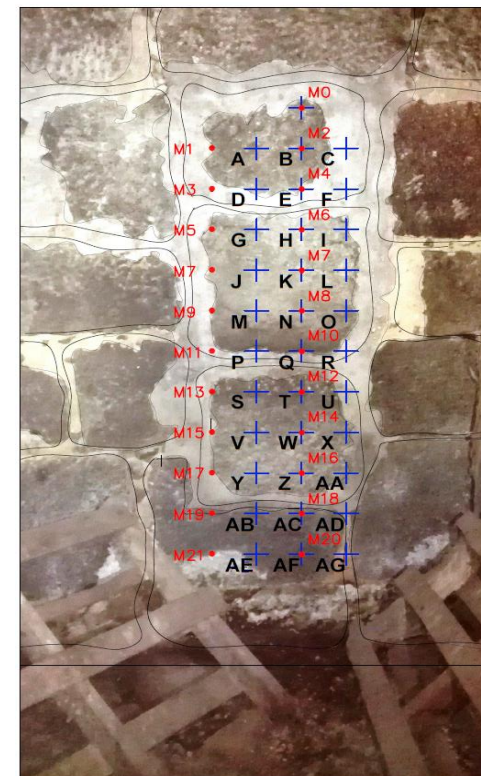 M0
M1 M2
A B C
M3 M4
D E F
M5 M6
G H I
M7 M7
J K L
M9 M8
M N O
M11 M10
P Q R
M13 M12
S T U
M15 M14
V W X
M17 M16
Y Z AA
M19 M18
AB AC AD
M21 M20
AE AF AG